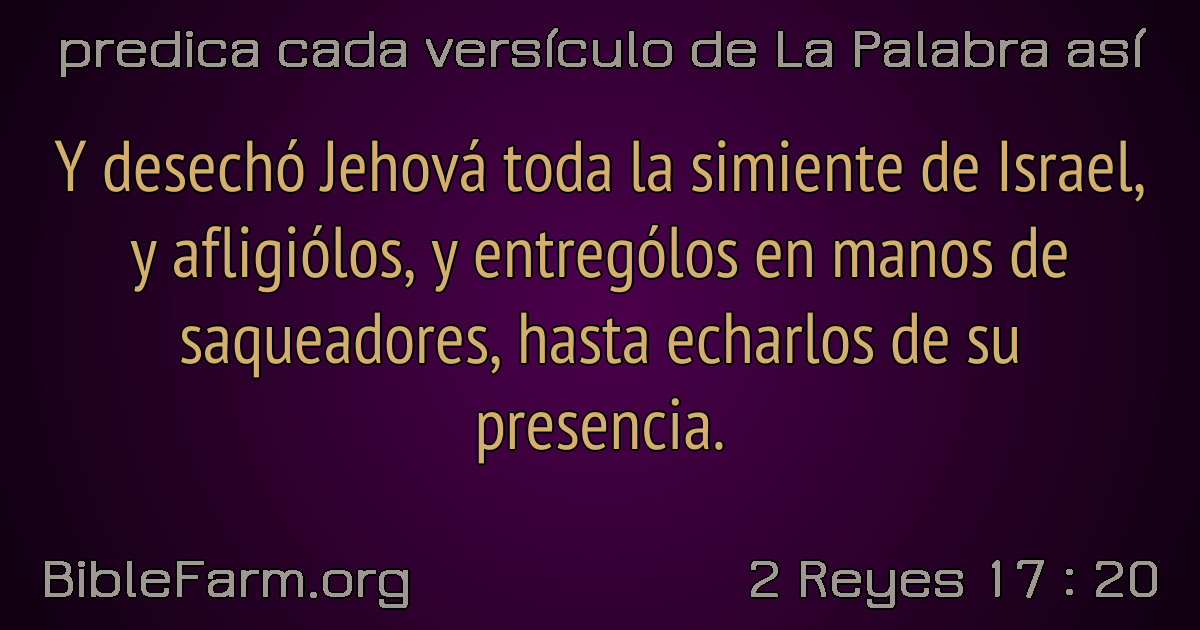 predica cada versículo de La Palabra así
Y desechó Jehová toda la simiente de Israel,
y afligiólos, y entrególos en manos de
saqueadores, hasta echarlos de su
presencia.
BibleFarm.org
2 Reyes 17 : 20